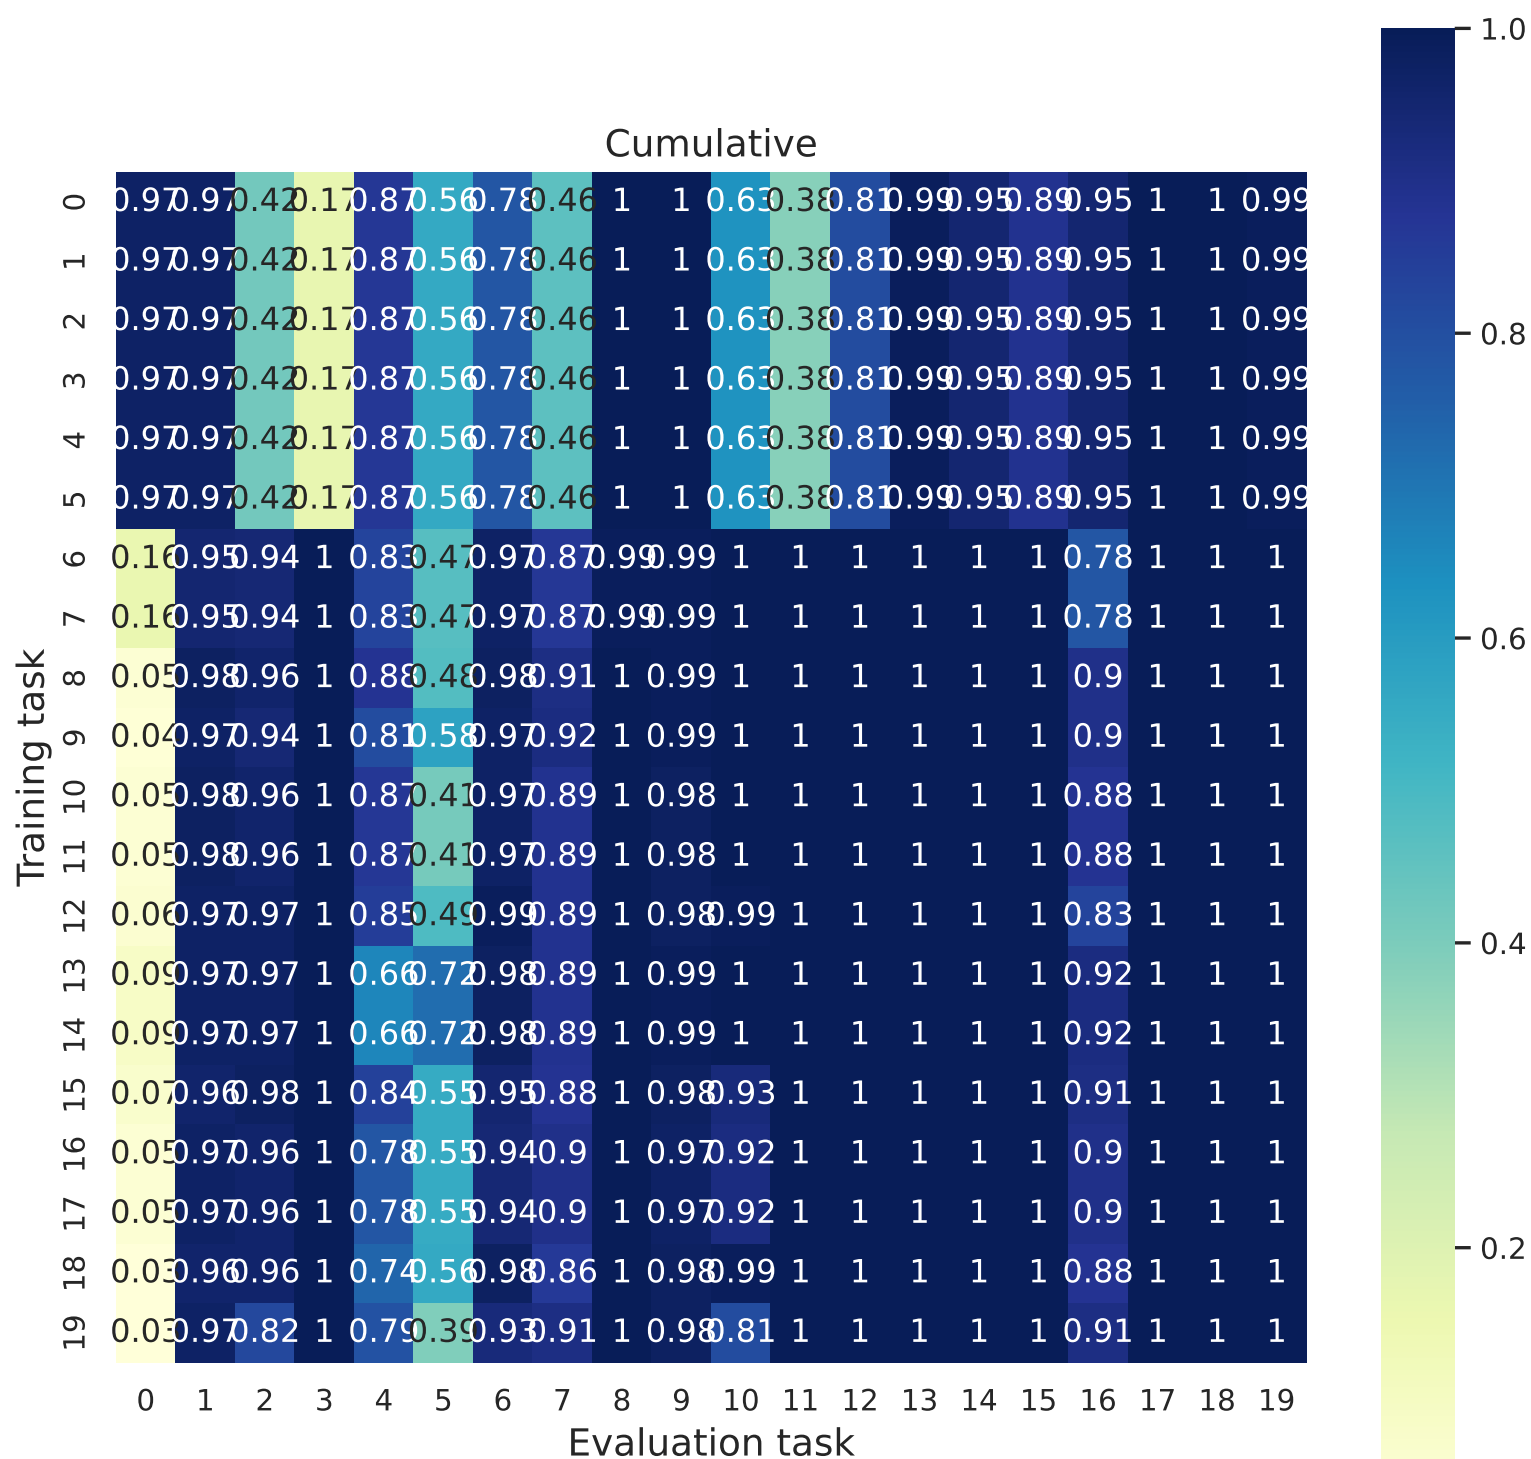 Cumulative
0 0.97 0.97 0.42 0.17 0.87 0.56 0.78 0.46 1 1 0.63 0.38 0.81 0.99 0.95 0.89 0.95 1 1 0.99
1 0.97 0.97 0.42 0.17 0.87 0.56 0.78 0.46 1 1 0.63 0.38 0.81 0.99 0.95 0.89 0.95 1 1 0.99
2 0.97 0.97 0.42 0.17 0.87 0.56 0.78 0.46 1 1 0.63 0.38 0.81 0.99 0.95 0.89 0.95 1 1 0.99
3 0.97 0.97 0.42 0.17 0.87 0.56 0.78 0.46 1 1 0.63 0.38 0.81 0.99 0.95 0.89 0.95 1 1 0.99
4 0.97 0.97 0.42 0.17 0.87 0.56 0.78 0.46 1 1 0.63 0.38 0.81 0.99 0.95 0.89 0.95 1 1 0.99
5 0.97 0.97 0.42 0.17 0.87 0.56 0.78 0.46 1 1 0.63 0.38 0.81 0.99 0.95 0.89 0.95 1 1 0.99
6 0.16 0.95 0.94 1 0.83 0.47 0.97 0.87 0.99 0.99 1 1 1 1 1 1 0.78 1 1 1
7 0.16 0.95 0.94 1 0.83 0.47 0.97 0.87 0.99 0.99 1 1 1 1 1 1 0.78 1 1 1
8 0.05 0.98 0.96 1 0.88 0.48 0.98 0.91 1 0.99 1 1 1 1 1 1 0.9 1 1 1
9 0.04 0.97 0.94 1 0.81 0.58 0.97 0.92 1 0.99 1 1 1 1 1 1 0.9 1 1 1
10 0.05 0.98 0.96 1 0.87 0.41 0.97 0.89 1 0.98 1 1 1 1 1 1 0.88 1 1 1
11 0.05 0.98 0.96 1 0.87 0.41 0.97 0.89 1 0.98 1 1 1 1 1 1 0.88 1 1 1
12 0.06 0.97 0.97 1 0.85 0.49 0.99 0.89 1 0.98 0.99 1 1 1 1 1 0.83 1 1 1
13 0.09 0.97 0.97 1 0.66 0.72 0.98 0.89 1 0.99 1 1 1 1 1 1 0.92 1 1 1
14 0.09 0.97 0.97 1 0.66 0.72 0.98 0.89 1 0.99 1 1 1 1 1 1 0.92 1 1 1
15 0.07 0.96 0.98 1 0.84 0.55 0.95 0.88 1 0.98 0.93 1 1 1 1 1 0.91 1 1 1
16 0.05 0.97 0.96 1 0.78 0.55 0.94 0.9 1 0.97 0.92 1 1 1 1 1 0.9 1 1 1
17 0.05 0.97 0.96 1 0.78 0.55 0.94 0.9 1 0.97 0.92 1 1 1 1 1 0.9 1 1 1
18 0.03 0.96 0.96 1 0.74 0.56 0.98 0.86 1 0.98 0.99 1 1 1 1 1 0.88 1 1 1
19 0.03 0.97 0.82 1 0.79 0.39 0.93 0.91 1 0.98 0.81 1 1 1 1 1 0.91 1 1 1
0 1 2 3 4 5 6 7 8 9 10 11 12 13 14 15 16 17 18 19
Evaluation task
Training task
1.0
0.8
0.6
0.4
0.2